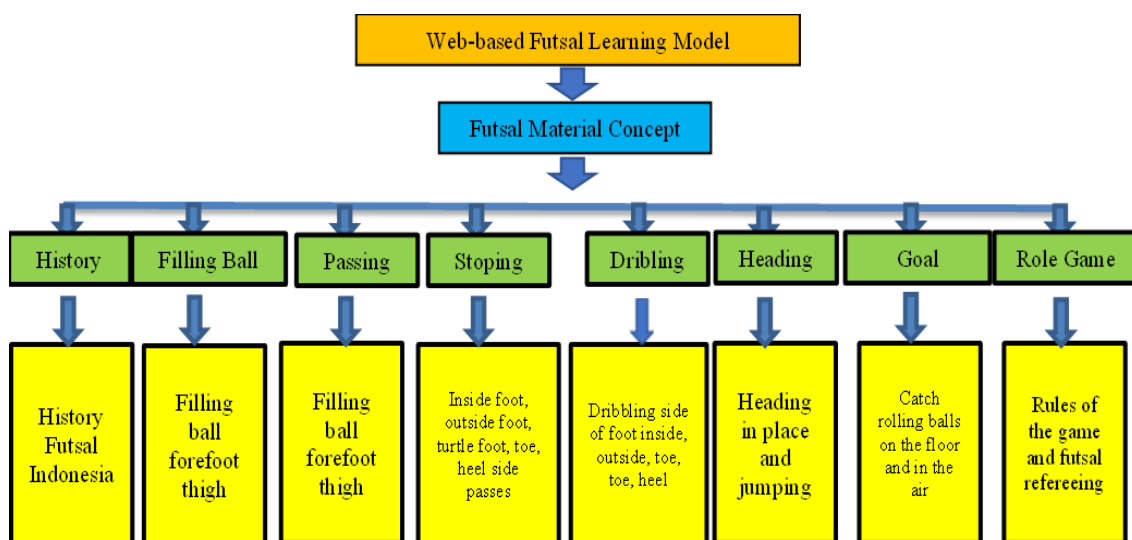 Web-based Futsal Learning Model
Futsal Material Concept
History
Filling Ball
Passing
Stoping
Dribling
Heading
Goal
Role Game
History
Futsal
Indonesia
Filling
ball
forefoot
thigh
Filling
ball
forefoot
thigh
Inside foot,
outside foot,
turtle foot, toe,
heel side
passes
Dribbling side
of foot inside,
outside, toe,
toe, heel
Heading
in place
and
jumping
Catch
rolling balls
on the floor
and in the
air
Rules of
the game
and futsal
refereeing